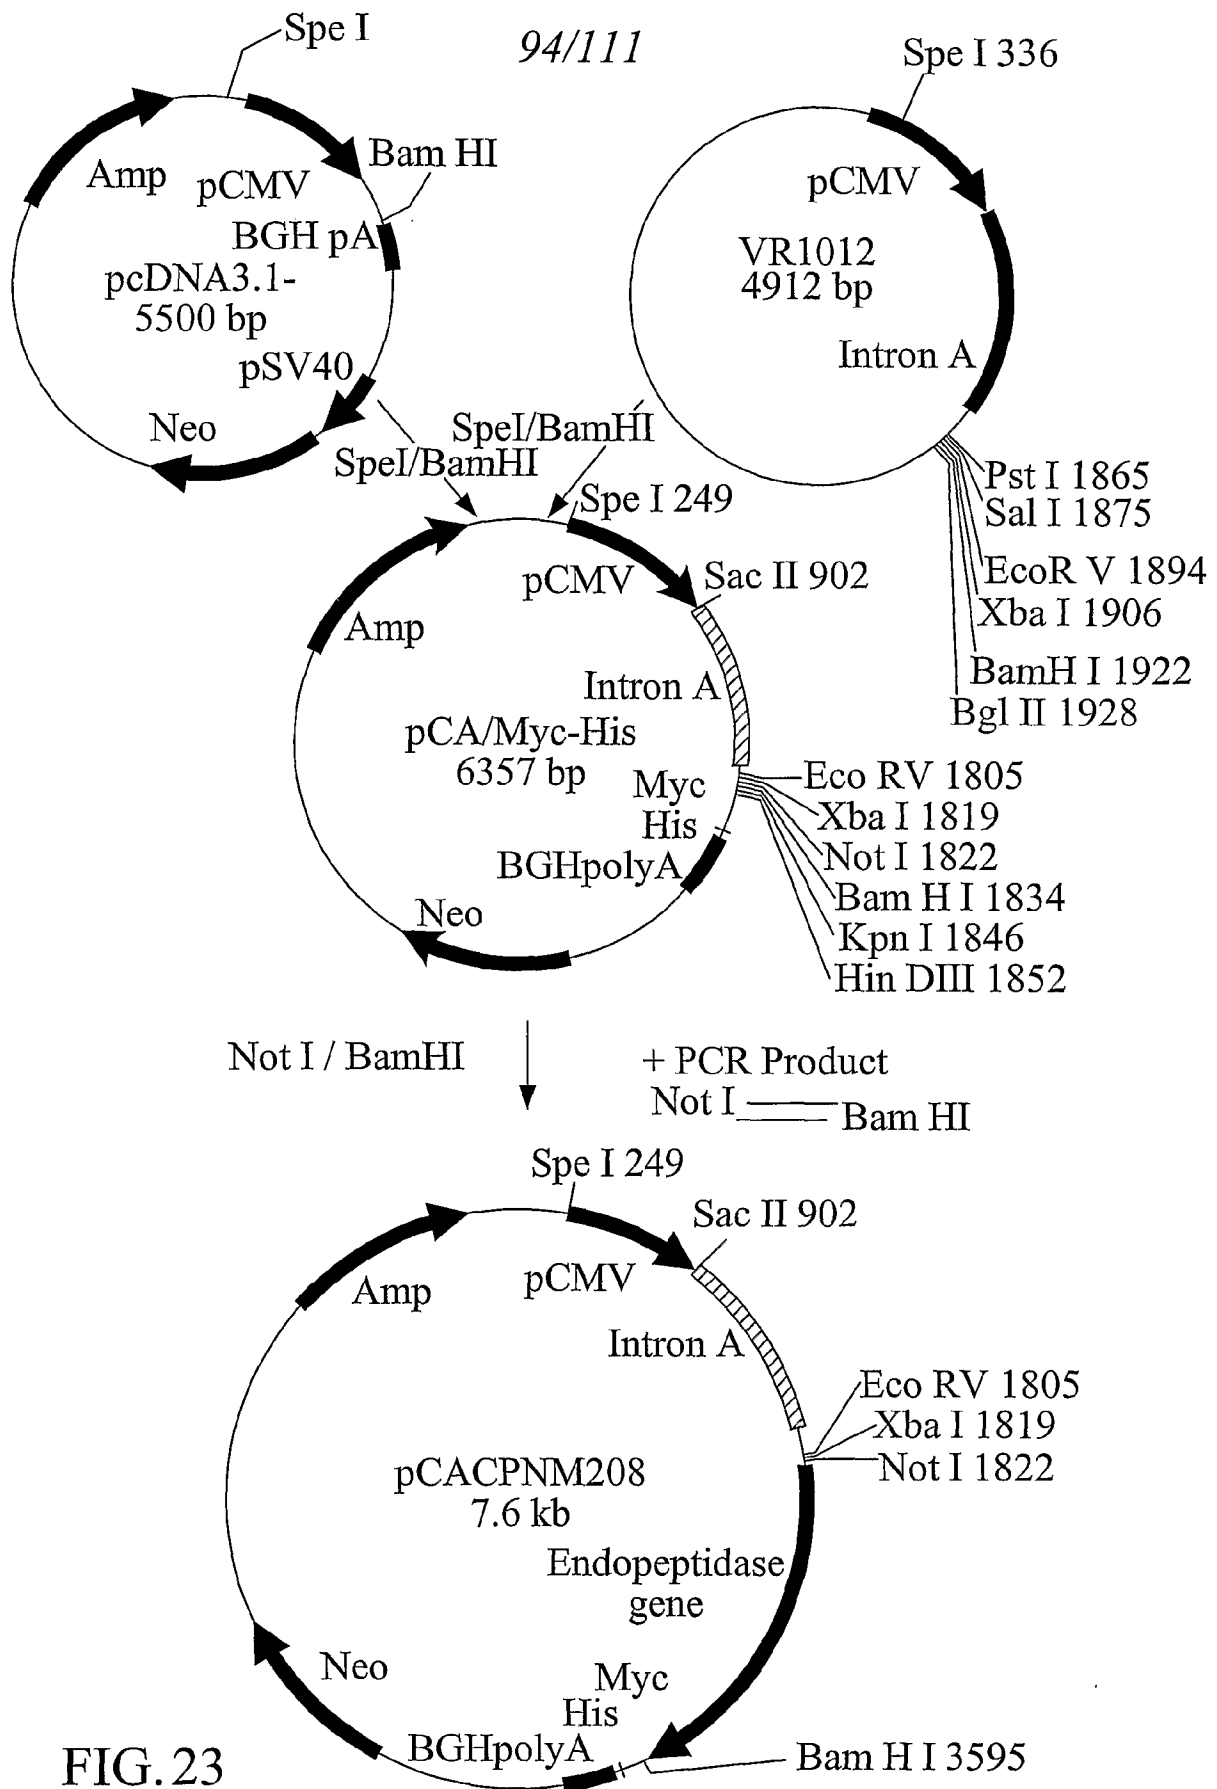 94/111
Spe I
Amp
pCMV
Bam HI
BGH pA
pcDNA3.1-
5500 bp
pSV40
Neo
SpeI/BamHI
Spe I 336
pCMV
VR1012
4912 bp
Intron A
SpeI/BamHI
Pst I 1865
Sal I 1875
EcoR V 1894
Xba I 1906
BamH I 1922
Bgl II 1928
Spe I 249
pCMV
Sac II 902
Amp
Intron A
pCA/Myc-His
6357 bp
Myc
His
BGHpolyA
Neo
Eco RV 1805
Xba I 1819
Not I 1822
Bam H I 1834
Kpn I 1846
Hin DIII 1852
Not I / BamHI
+ PCR Product
Not I Bam HI
Spe I 249
Sac II 902
Amp
pCMV
Intron A
Eco RV 1805
Xba I 1819
Not I 1822
pCACPNM208
7.6 kb
Endopeptidase
gene
Neo
Myc
His
BGHpolyA
Bam H I 3595
FIG.23